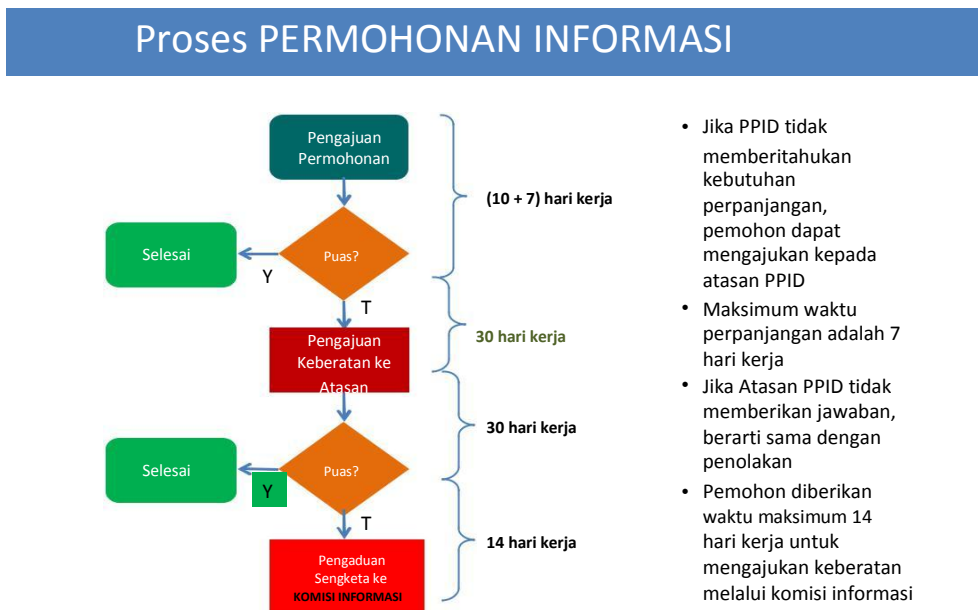 Proses PERMOHONAN INFORMASI
Pengajuan
Permohonan
(10 + 7) hari kerja
Selesai
Puas?
Y
T
30 hari kerja
Pengajuan
Keberatan ke
Atasan
30 hari kerja
Selesai
Puas?
Y
T
14 hari kerja
Pengaduan
Sengketa ke
KOMISI INFORMASI
• Jika PPID tidak
memberitahukan
kebutuhan
perpanjangan,
pemohon dapat
mengajukan kepada
atasan PPID
• Maksimum waktu
perpanjangan adalah 7
hari kerja
• Jika Atasan PPID tidak
memberikan jawaban,
berarti sama dengan
penolakan
• Pemohon diberikan
waktu maksimum 14
hari kerja untuk
mengajukan keberatan
melalui komisi informasi